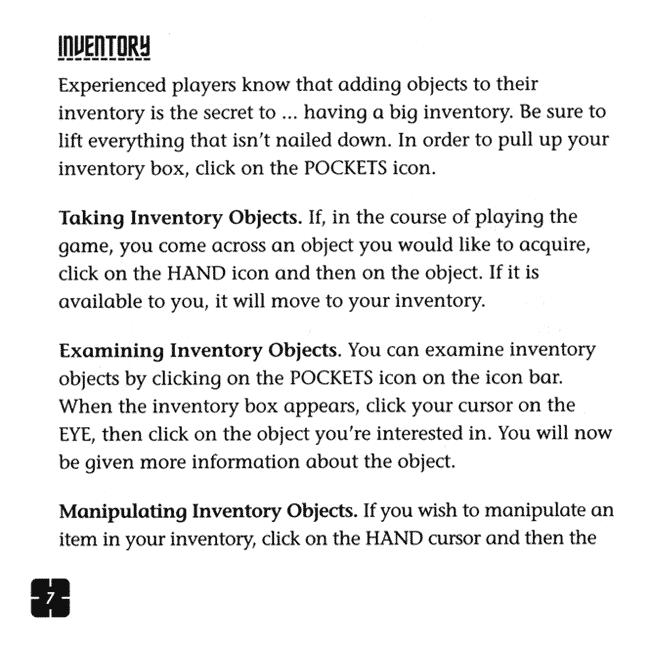 INVENTORY
Experienced players know that adding objects to their
inventory is the secret to ... having a big inventory. Be sure to
lift everything that isn't nailed down. In order to pull up your
inventory box, click on the POCKETS icon.
Taking Inventory Objects. If, in the course of playing the
game, you come across an object you would like to acquire,
click on the HAND icon and then on the object. If it is
available to you, it will move to your inventory.
Examining Inventory Objects. You can examine inventory
objects by clicking on the POCKETS icon on the icon bar.
When the inventory box appears, click your cursor on the
EYE, then click on the object you're interested in. You will now
be given more information about the object.
Manipulating Inventory Objects. If you wish to manipulate an
item in your inventory, click on the HAND cursor and then the
7